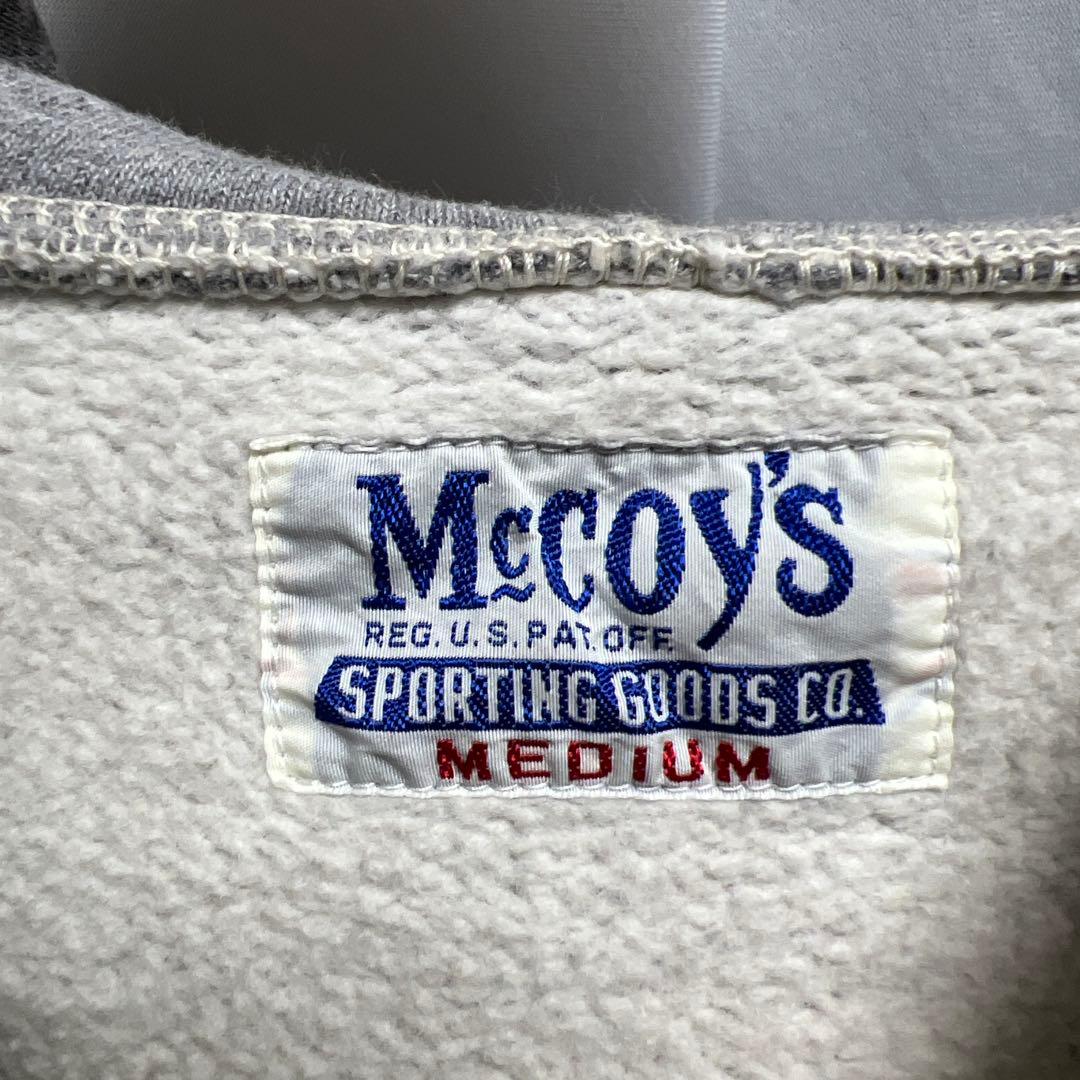 McCoy's
REG. U.S. PAT. OFF.
SPORTING GOODS CO.
MEDIUM